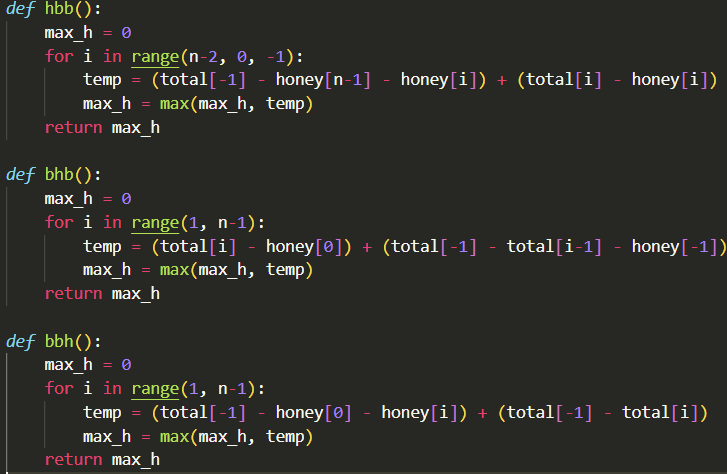 def hbb():
    max_h = 0
    for i in range(n-2, 0, -1):
        temp = (total[-1] - honey[n-1] - honey[i]) + (total[i] - honey[i])
        max_h = max(max_h, temp)
    return max_h

def bhb():
    max_h = 0
    for i in range(1, n-1):
        temp = (total[i] - honey[0]) + (total[-1] - total[i-1] - honey[-1])
        max_h = max(max_h, temp)
    return max_h

def bbh():
    max_h = 0
    for i in range(1, n-1):
        temp = (total[-1] - honey[0] - honey[i]) + (total[-1] - total[i])
        max_h = max(max_h, temp)
    return max_h